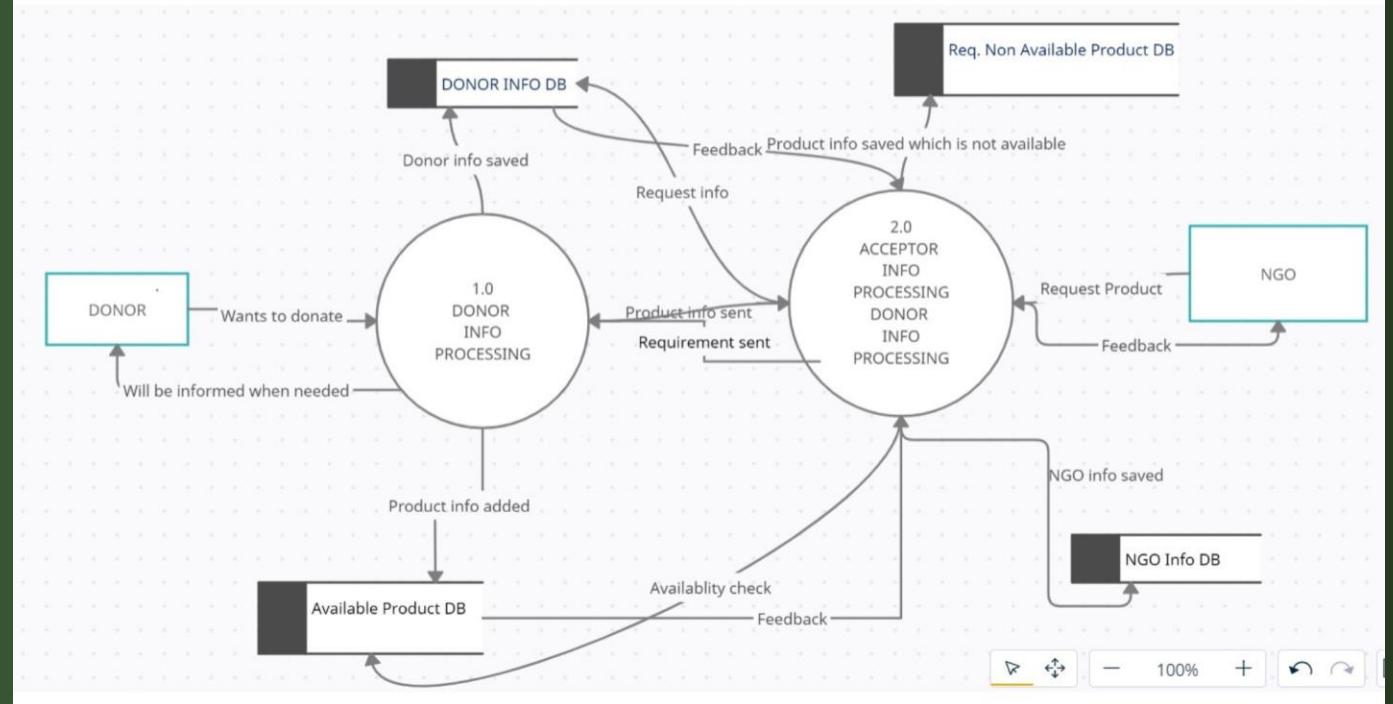 Req. Non Available Product DB
DONOR INFO DB
Donor info saved
Feedback
Product info saved which is not available
Request info
2.0
ACCEPTOR
INFO
PROCESSING
DONOR
INFO
PROCESSING
NGO
1.0
DONOR
INFO
PROCESSING
DONOR
Wants to donate
Product info sent
Requirement sent
Request Product
Feedback
Will be informed when needed
Product info added
NGO info saved
NGO Info DB
Availablity check
Available Product DB
Feedback
100%